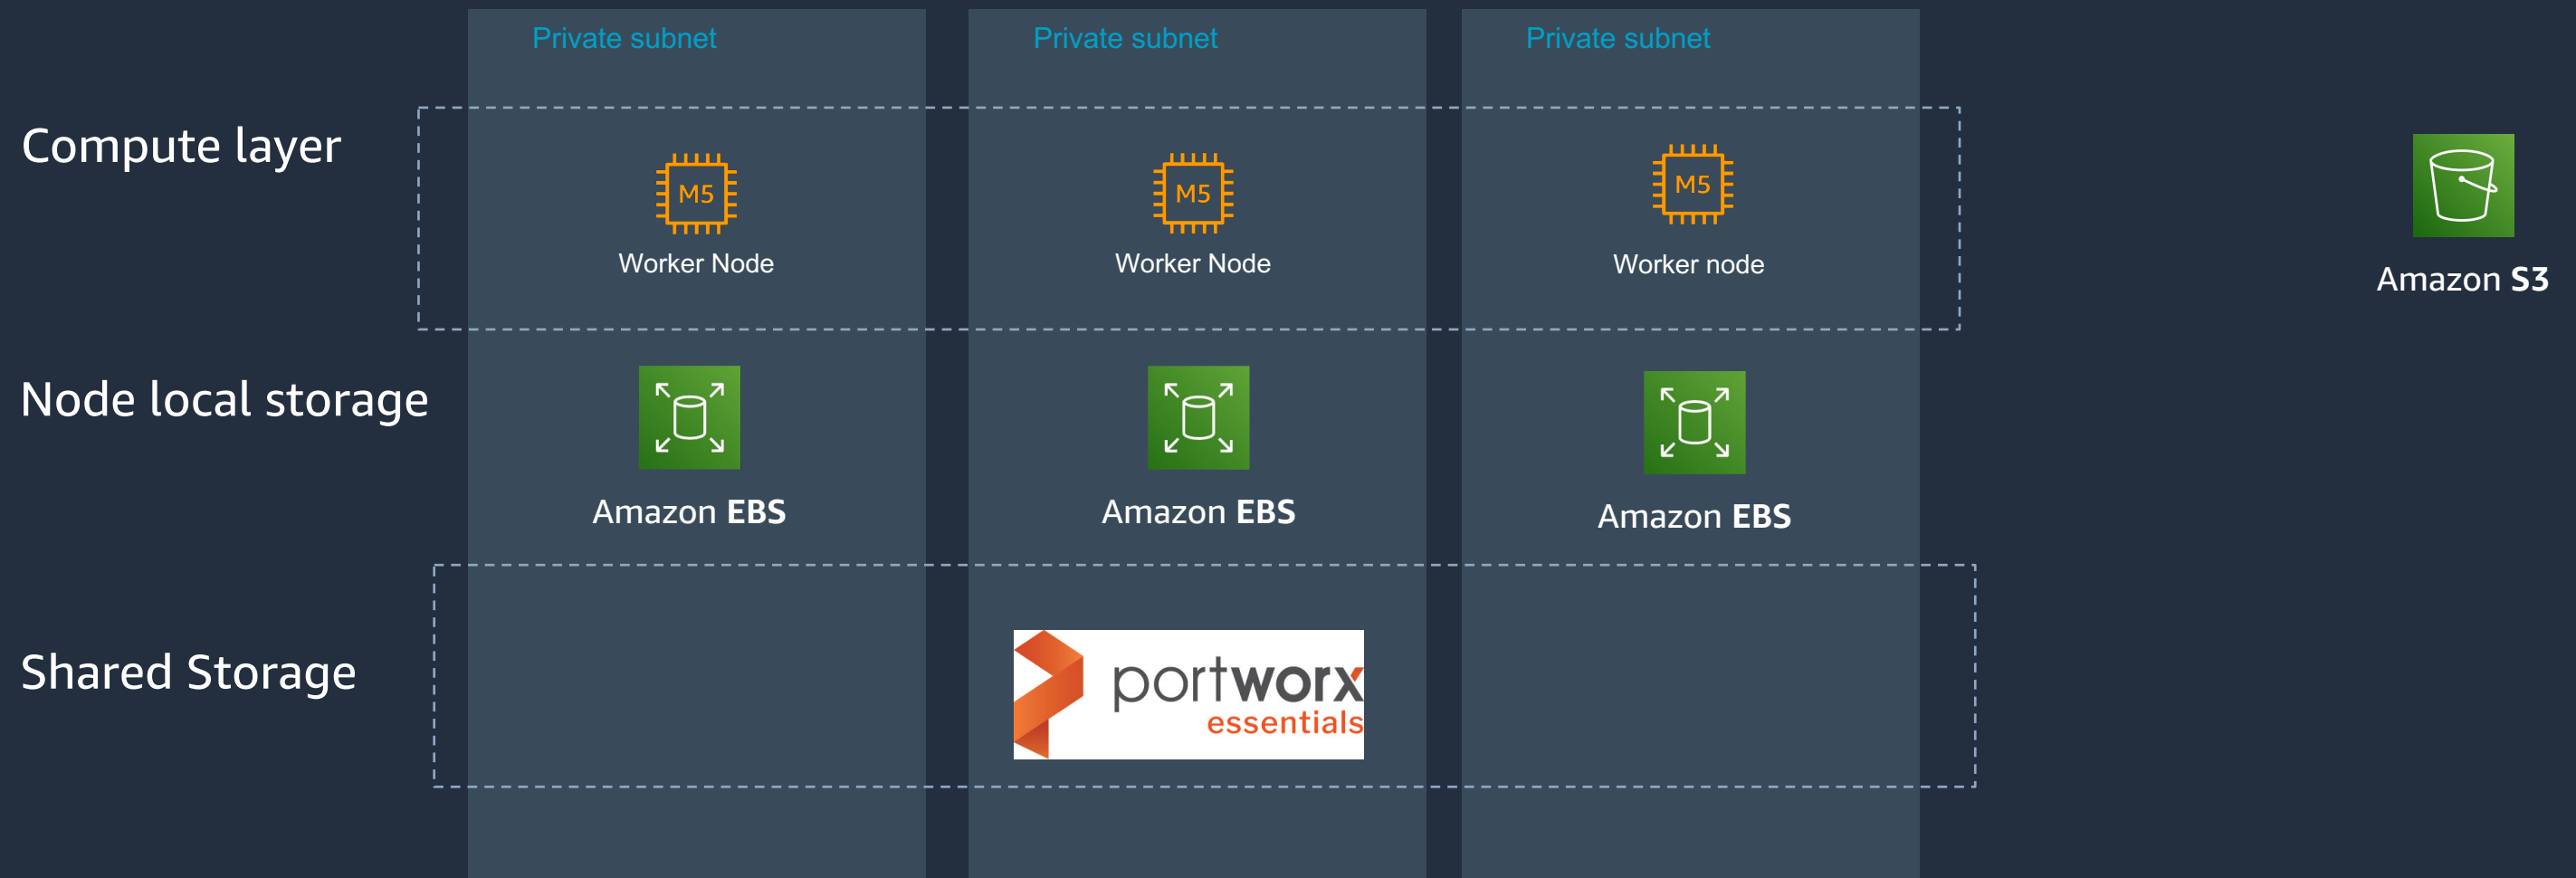 Private subnet
Private subnet
Private subnet
Compute layer
M5
M5
M5
Worker Node
Worker Node
Worker node
Amazon S3
Node local storage
Amazon EBS
Amazon EBS
Amazon EBS
Shared Storage
portworx
essentials